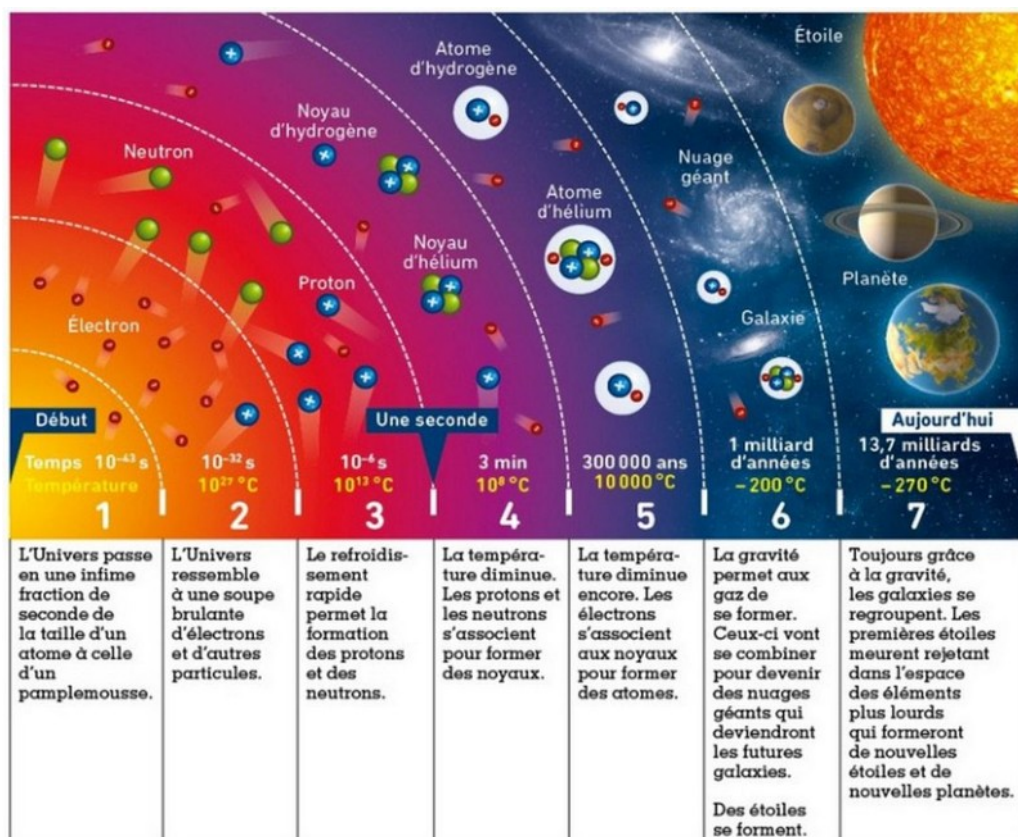 Étoile
Atome
d'hydrogène
Noyau
d'hydrogène
Neutron
Nuage
géant
Atome
d'hélium
Noyau
d'hélium
Proton
Planète
Électron
Galaxie
Début
Une seconde
Aujourd'hui
Temps 10⁻⁴³ s
Température
1
10⁻³² s
10²⁷ °C
2
10⁻⁶ s
10¹³ °C
3
3 min
10⁸ °C
4
300 000 ans
10 000 °C
5
1 milliard
d'années
–200 °C
6
13,7 milliards
d'années
–270 °C
7
L'Univers passe
en une infime
fraction de
seconde de
la taille d'un
atome à celle
d'un
pamplemousse.
L'Univers
ressemble
à une soupe
brulante
d'électrons
et d'autres
particules.
Le refroidis-
sement
rapide
permet la
formation
des protons
et des
neutrons.
La tempéra-
ture diminue.
Les protons et
les neutrons
s'associent
pour former
des noyaux.
La tempéra-
ture diminue
encore. Les
électrons
s'associent
aux noyaux
pour former
des atomes.
La gravité
permet aux
gaz de
se former.
Ceux-ci vont
se combiner
pour devenir
des nuages
géants qui
deviendront
les futures
galaxies.
Des étoiles
se forment.
Toujours grâce
à la gravité,
les galaxies se
regroupent. Les
premières étoiles
meurent rejetant
dans l'espace
des éléments
plus lourds
qui formeront
de nouvelles
étoiles et de
nouvelles planètes.